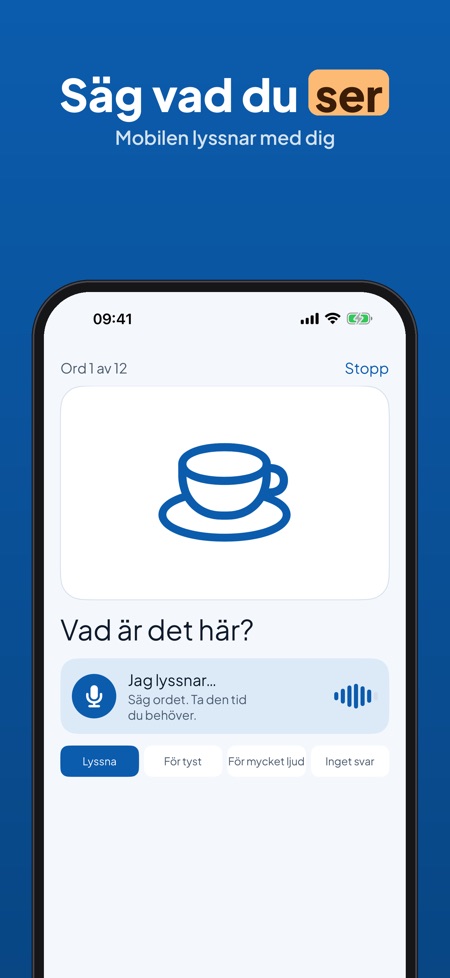 Säg vad du ser
Mobilen lyssnar med dig
09:41
Ord 1 av 12
Stopp
Vad är det här?
Jag lyssnar...
Säg ordet. Ta den tid
du behöver.
Lyssna
För tyst
För mycket ljud
Inget svar